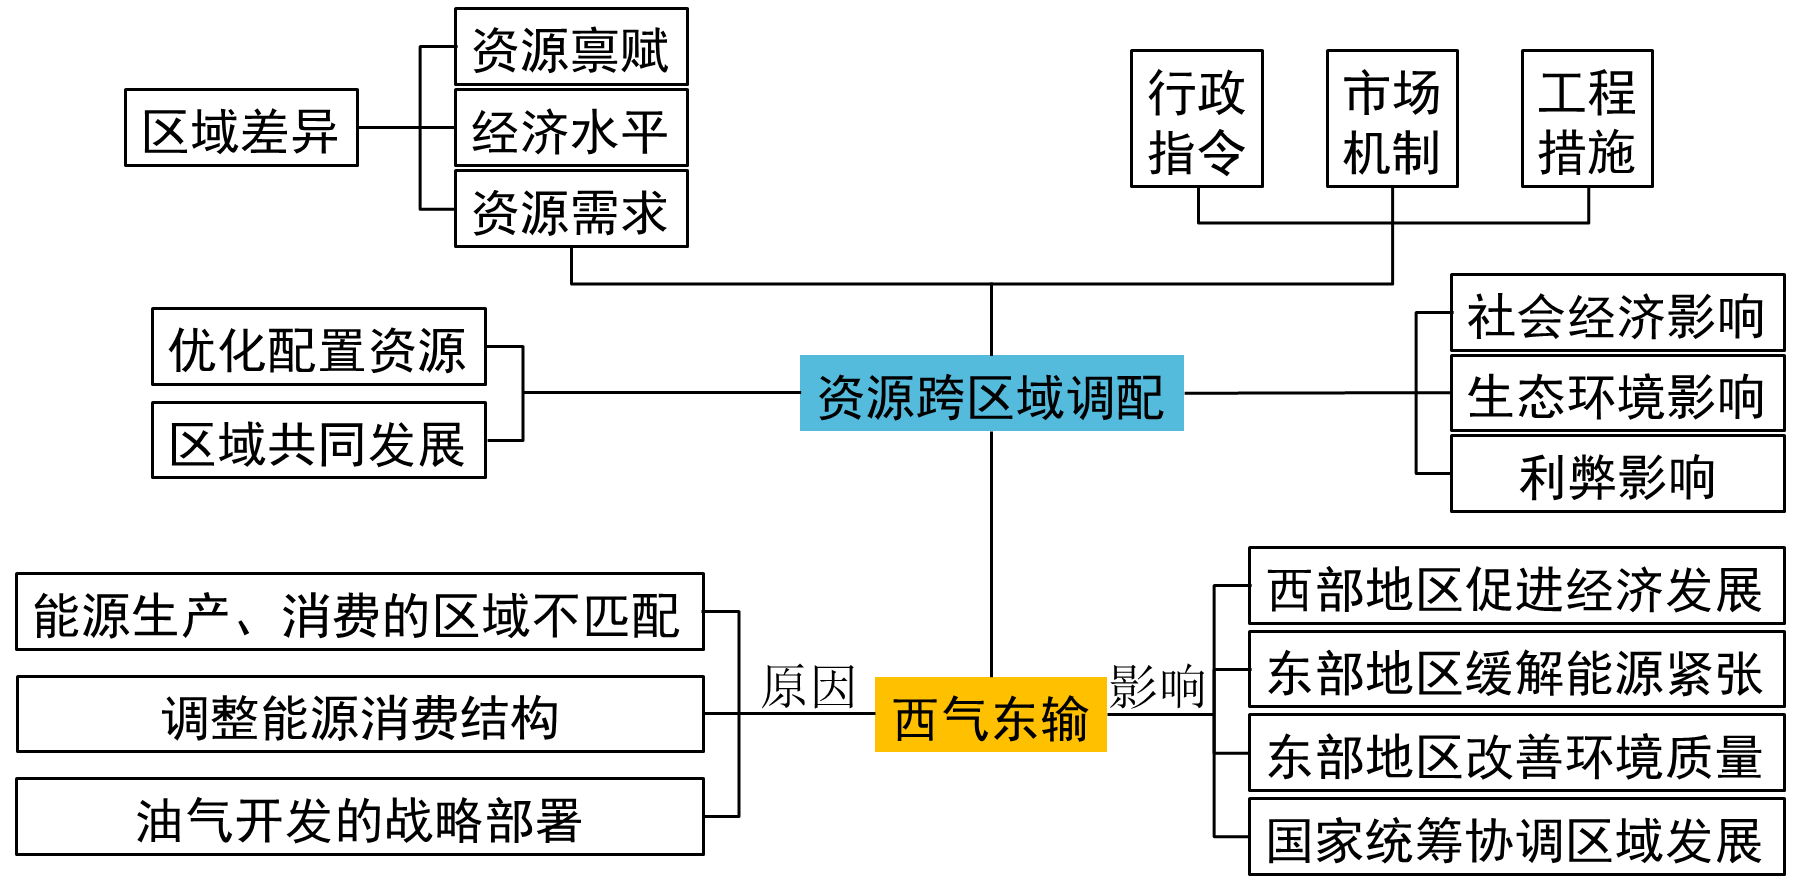 资源禀赋
区域差异
经济水平
资源需求
行政
指令
市场
机制
工程
措施
优化配置资源
区域共同发展
资源跨区域调配
社会经济影响
生态环境影响
利弊影响
能源生产、消费的区域不匹配
调整能源消费结构
油气开发的战略部署
原因
西气东输
影响
西部地区促进经济发展
东部地区缓解能源紧张
东部地区改善环境质量
国家统筹协调区域发展